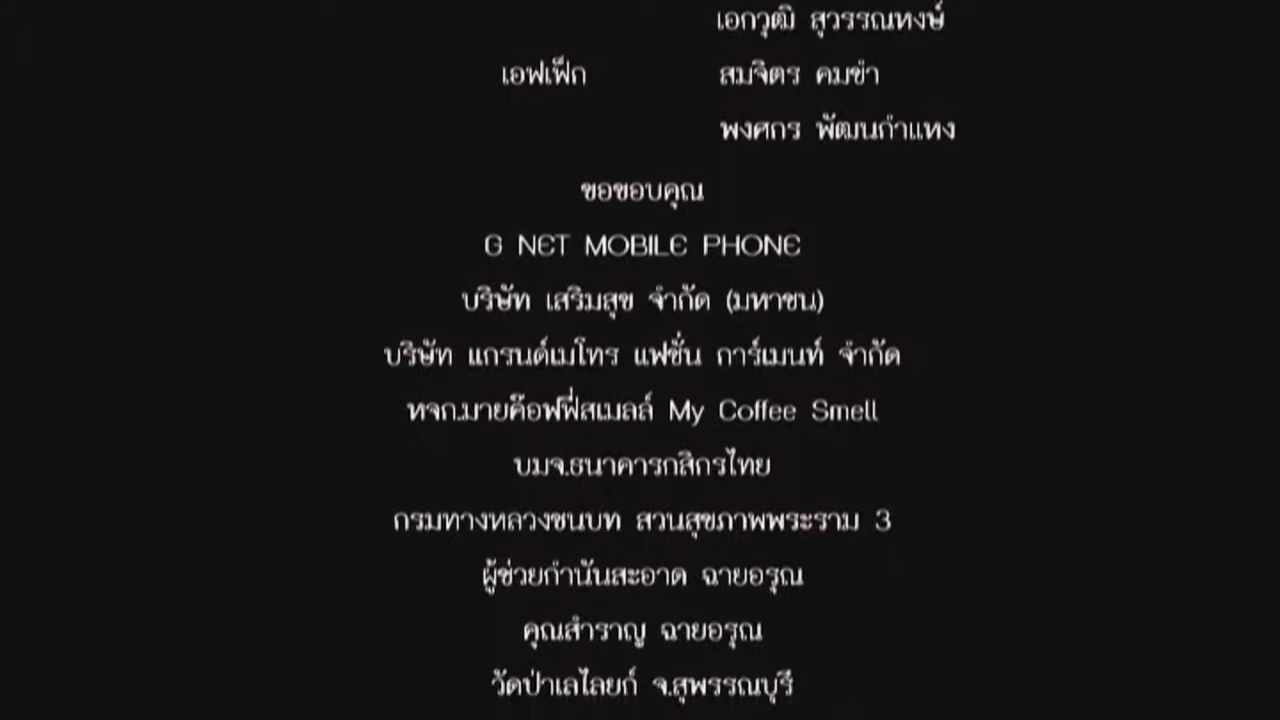 เอกวุฒิ สุวรรณหงษ์
เอฟเฟ็ก สมจิตร คมขำ
พงศกร พัฒนกำแหง
ขอขอบคุณ
G NET MOBILE PHONE
บริษัท เสริมสุข จำกัด (มหาชน)
บริษัท แกรนด์เมโทร แฟชั่น การ์เมนท์ จำกัด
หจก.มายค๊อฟฟี่สเมลล์ My Coffee Smell
บมจ.ธนาคารกสิกรไทย
กรมทางหลวงชนบท สวนสุขภาพพระราม 3
ผู้ช่วยกำนันสะอาด ฉายอรุณ
คุณสำราญ ฉายอรุณ
วัดป่าเลไลยก์ จ.สุพรรณบุรี